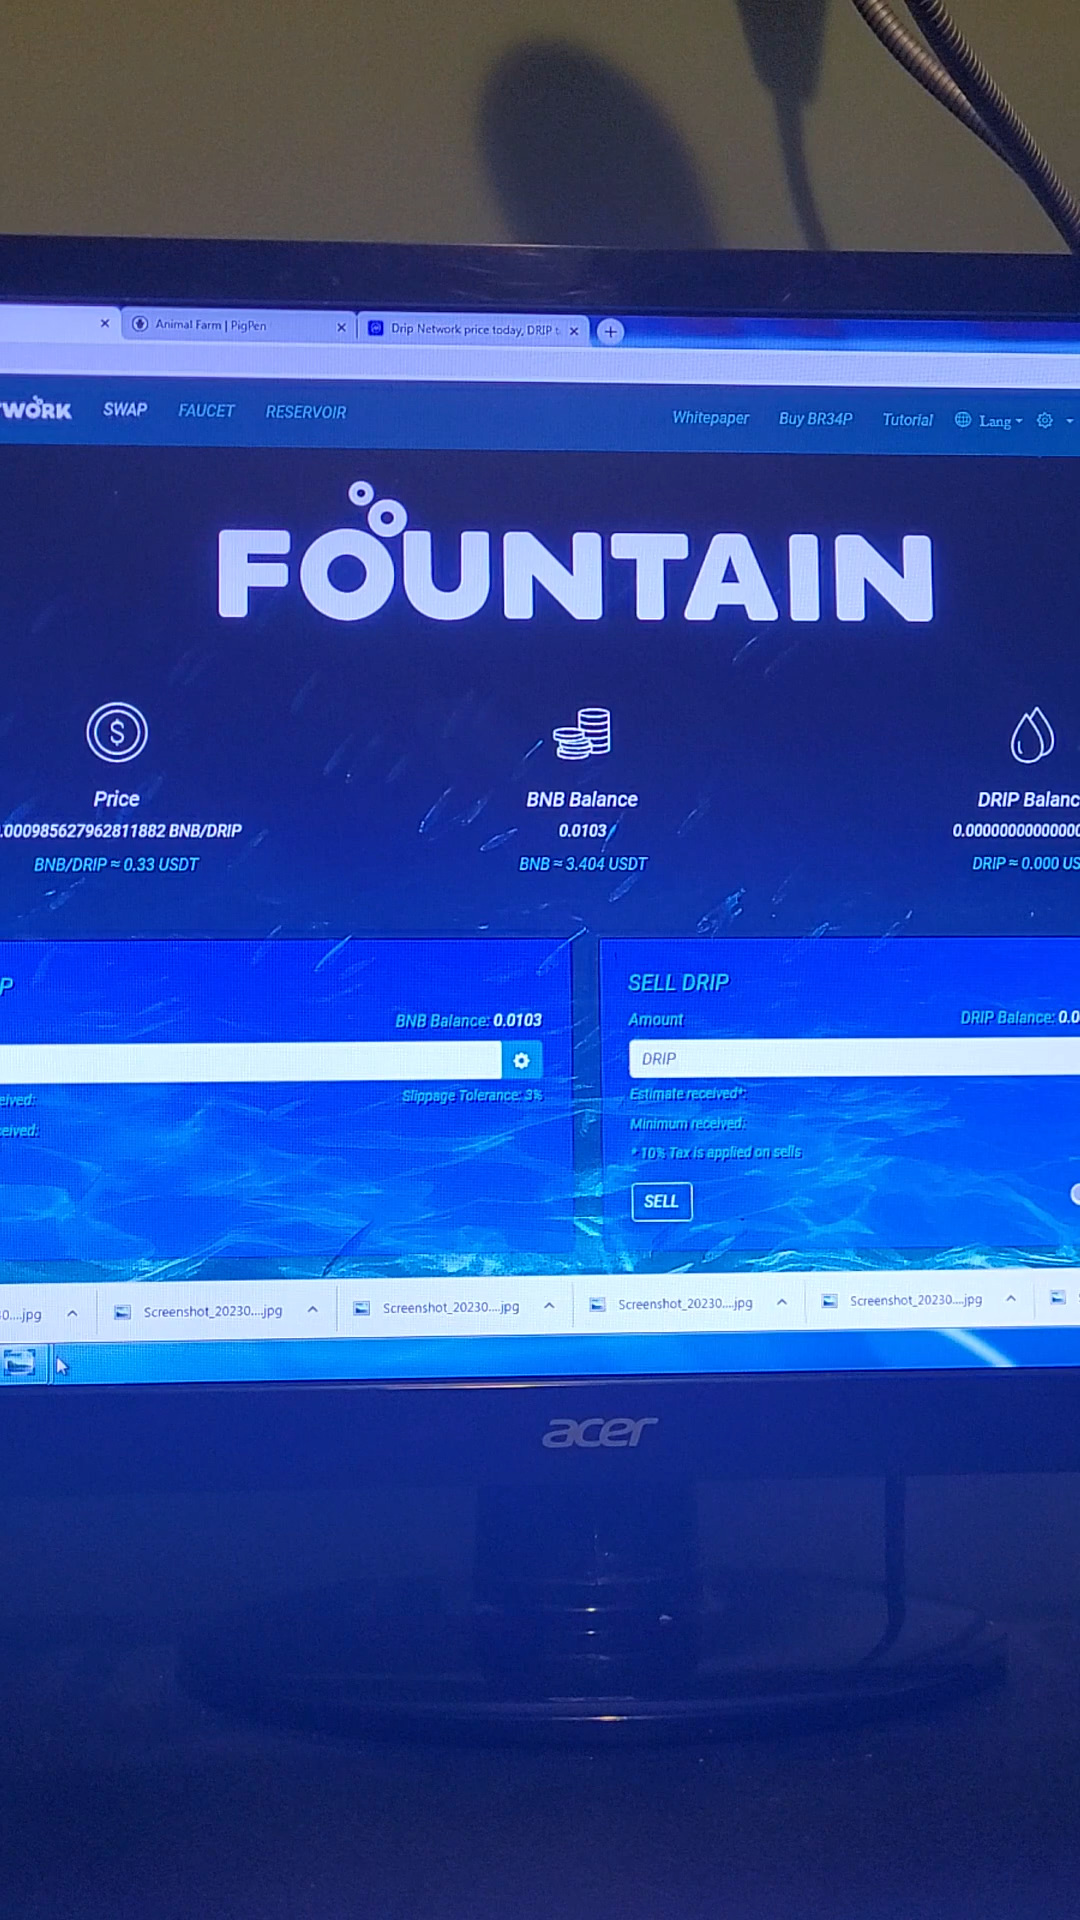 Animal Farm | PigPen
Drip Network price today, DRIP t
TWORK SWAP FAUCET RESERVOIR Whitepaper Buy BR34P Tutorial Lang
FOUNTAIN
Price BNB Balance DRIP Balanc
.000985627962811882 BNB/DRIP 0.0103 0.00000000000000
BNB/DRIP ≈ 0.33 USDT BNB ≈ 3.404 USDT DRIP ≈ 0.000 US
P SELL DRIP
BNB Balance: 0.0103 Amount DRIP Balance: 0.0
DRIP
eived: Slippage Tolerance: 3% Estimate received*:
eived: Minimum received:
* 10% Tax is applied on sells
SELL
0....jpg Screenshot_20230....jpg Screenshot_20230....jpg Screenshot_20230....jpg Screenshot_20230....jpg
acer